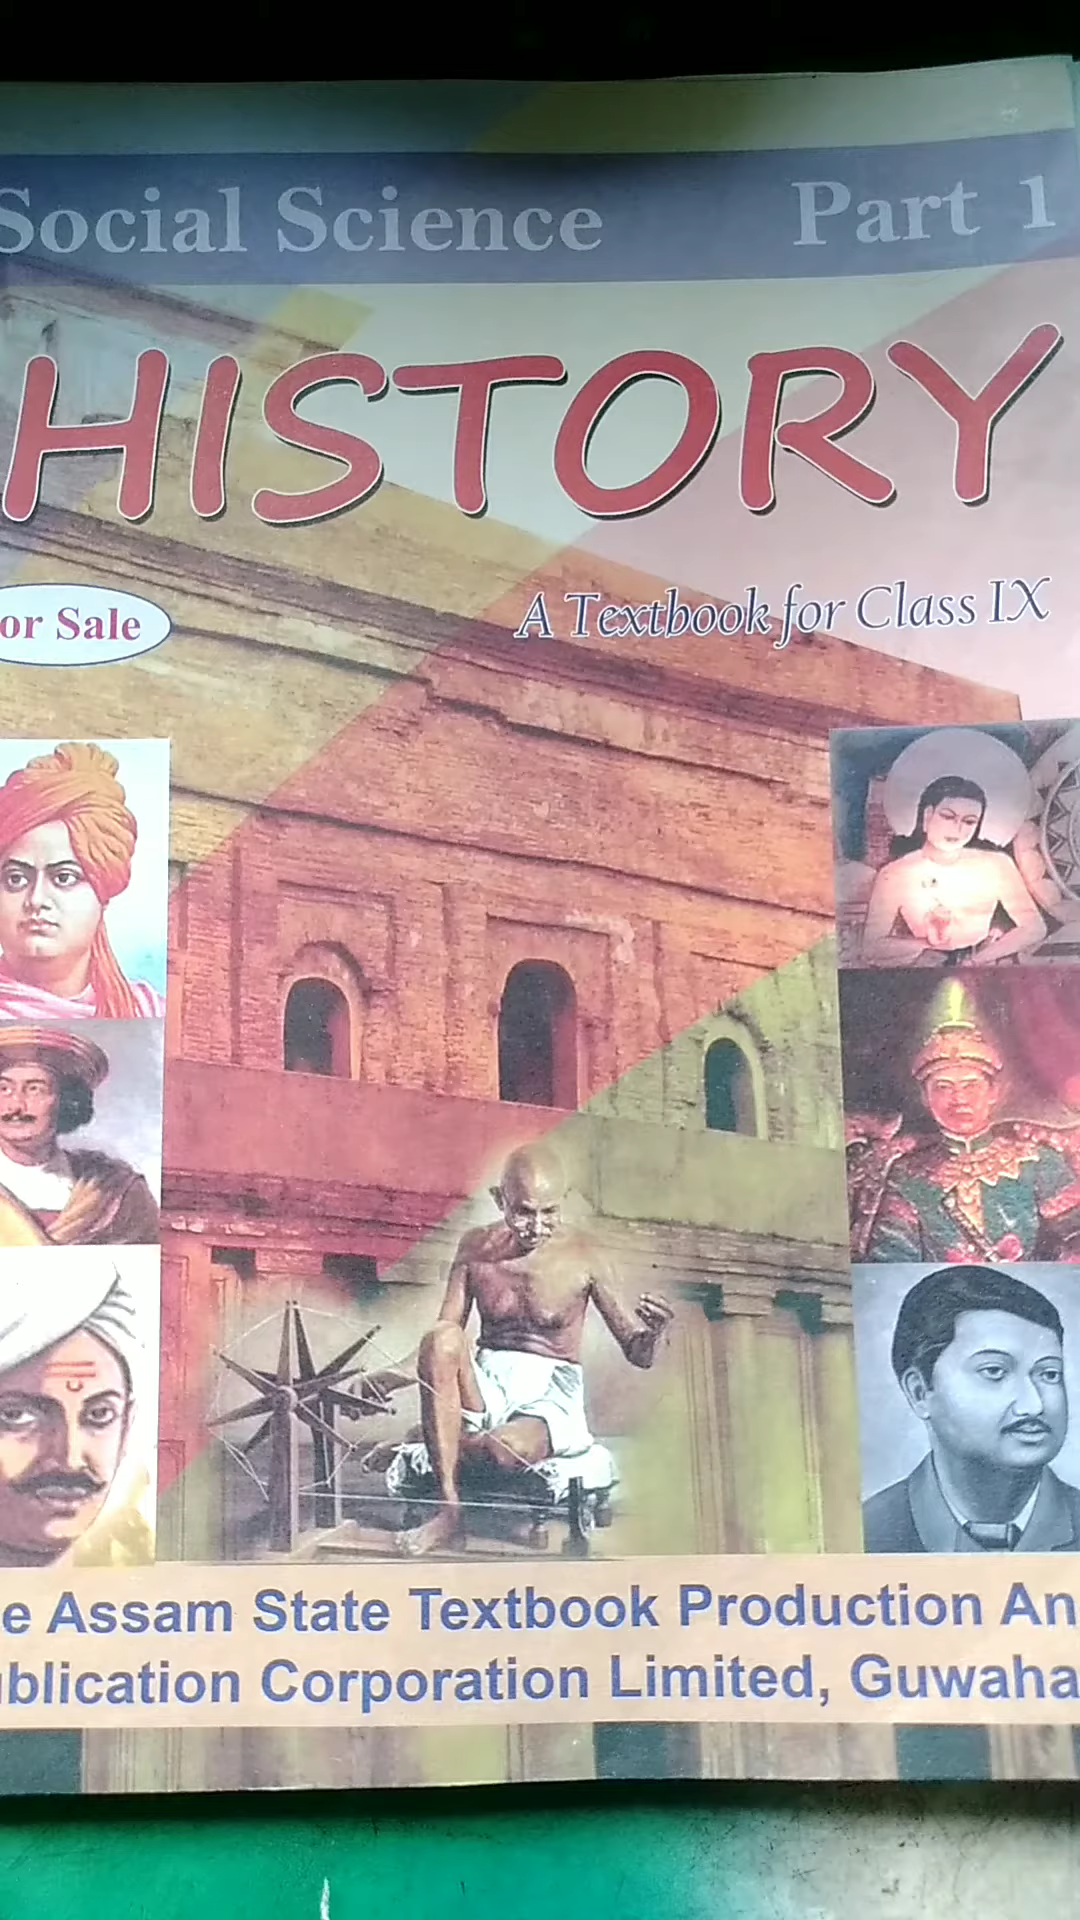 Social Science Part 1
HISTORY
or Sale
A Textbook for Class IX
e Assam State Textbook Production An
ublication Corporation Limited, Guwaha